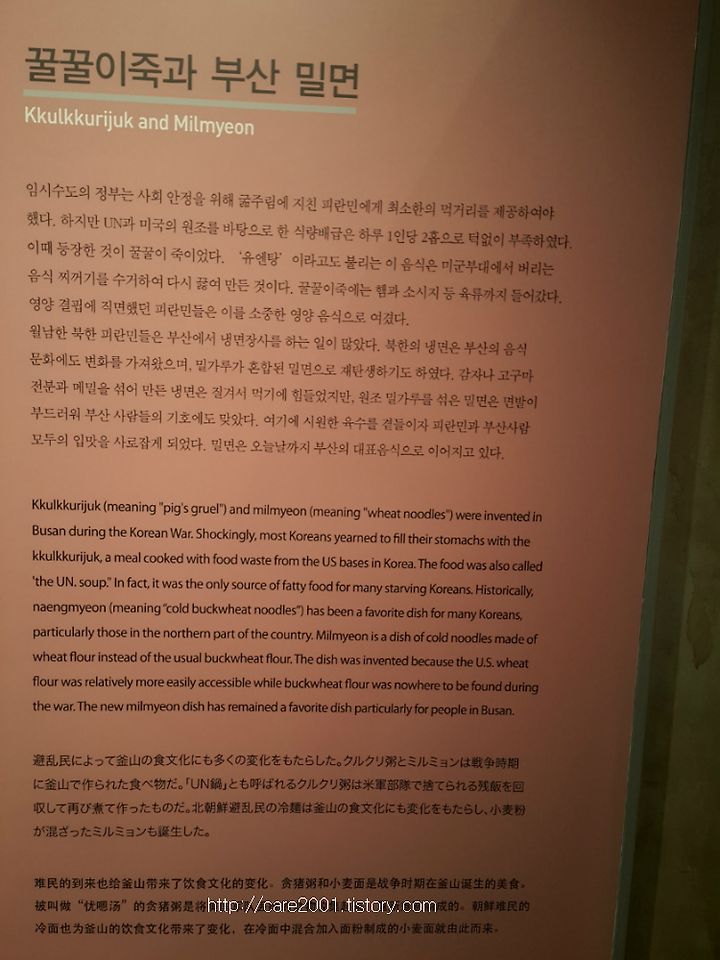 꿀꿀이죽과 부산 밀면
Kkulkkurijuk and Milmyeon
임시수도의 정부는 사회 안정을 위해 굶주림에 지친 피란민에게 최소한의 먹거리를 제공하여야
했다. 하지만 UN과 미국의 원조를 바탕으로 한 식량배급은 하루 1인당 2홉으로 턱없이 부족하였다.
이때 등장한 것이 꿀꿀이 죽이었다. ‘유엔탕’ 이라고도 불리는 이 음식은 미군부대에서 버리는
음식 찌꺼기를 수거하여 다시 끓여 만든 것이다. 꿀꿀이죽에는 햄과 소시지 등 육류까지 들어갔다.
영양 결핍에 직면했던 피란민들은 이를 소중한 영양 음식으로 여겼다.
월남한 북한 피란민들은 부산에서 냉면장사를 하는 일이 많았다. 북한의 냉면은 부산의 음식
문화에도 변화를 가져왔으며, 밀가루가 혼합된 밀면으로 재탄생하기도 하였다. 감자나 고구마
전분과 메밀을 섞어 만든 냉면은 질겨서 먹기에 힘들었지만, 원조 밀가루를 섞은 밀면은 면발이
부드러워 부산 사람들의 기호에도 맞았다. 여기에 시원한 육수를 곁들이자 피란민과 부산사람
모두의 입맛을 사로잡게 되었다. 밀면은 오늘날까지 부산의 대표음식으로 이어지고 있다.
Kkulkkurijuk (meaning "pig's gruel") and milmyeon (meaning "wheat noodles") were invented in
Busan during the Korean War. Shockingly, most Koreans yearned to fill their stomachs with the
kkulkkurijuk, a meal cooked with food waste from the US bases in Korea. The food was also called
'the UN. soup." In fact, it was the only source of fatty food for many starving Koreans. Historically,
naengmyeon (meaning "cold buckwheat noodles") has been a favorite dish for many Koreans,
particularly those in the northern part of the country. Milmyeon is a dish of cold noodles made of
wheat flour instead of the usual buckwheat flour. The dish was invented because the U.S. wheat
flour was relatively more easily accessible while buckwheat flour was nowhere to be found during
the war. The new milmyeon dish has remained a favorite dish particularly for people in Busan.
避乱民によって釜山の食文化にも多くの変化をもたらした。クルクリ粥とミルミョンは戦争時期
に釜山で作られた食べ物だ。「UN鍋」とも呼ばれるクルクリ粥は米軍部隊で捨てられる残飯を回
収して再び煮て作ったものだ。北朝鮮避乱民の冷麺は釜山の食文化にも変化をもたらし、小麦粉
が混ざったミルミョンも誕生した。
难民的到来也给釜山带来了饮食文化的变化。贪猪粥和小麦面是战争时期在釜山诞生的美食。
被叫做“忧嗯汤”的贪猪粥是将 成的。朝鲜难民的
http://care2001.tistory.com
冷面也为釜山的饮食文化带来了变化，在冷面中混合加入面粉制成的小麦面就由此而来。